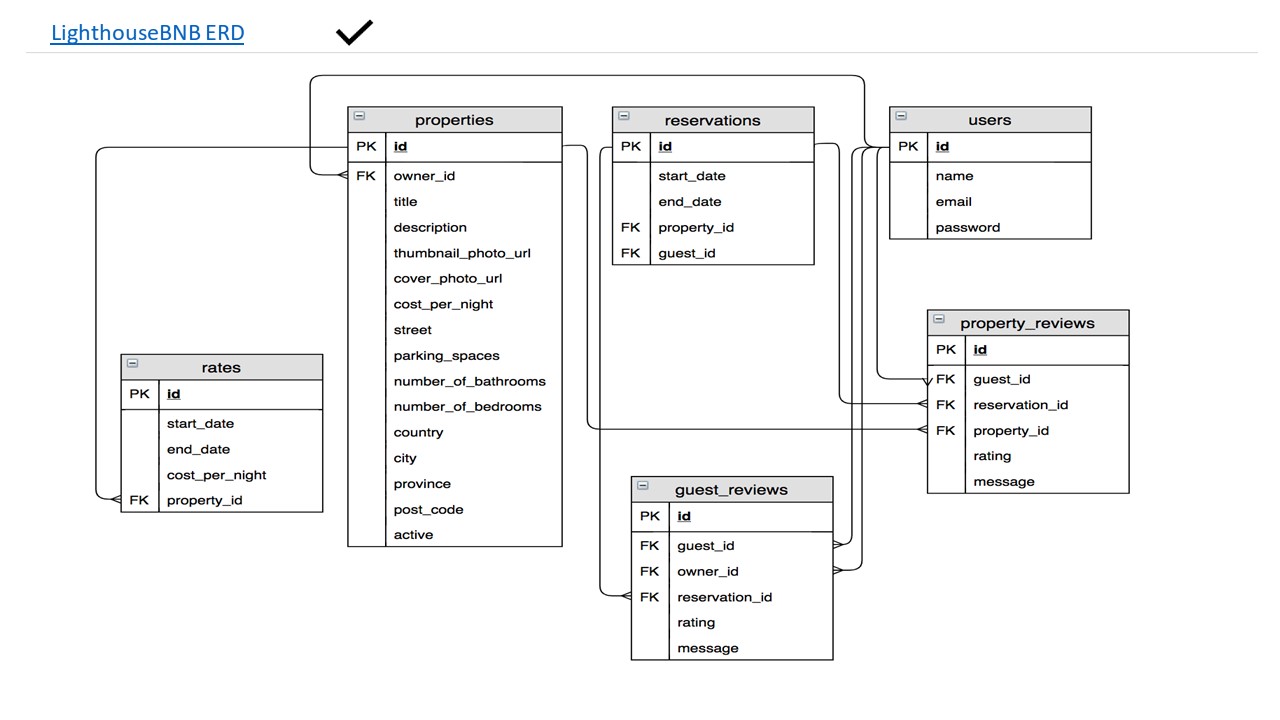 LighthouseBNB ERD
properties
PK id
FK owner_id
title
description
thumbnail_photo_url
cover_photo_url
cost_per_night
street
parking_spaces
number_of_bathrooms
number_of_bedrooms
country
city
province
post_code
active
reservations
PK id
start_date
end_date
FK property_id
FK guest_id
users
PK id
name
email
password
property_reviews
PK id
FK guest_id
FK reservation_id
FK property_id
rating
message
rates
PK id
start_date
end_date
cost_per_night
FK property_id
guest_reviews
PK id
FK guest_id
FK owner_id
FK reservation_id
rating
message